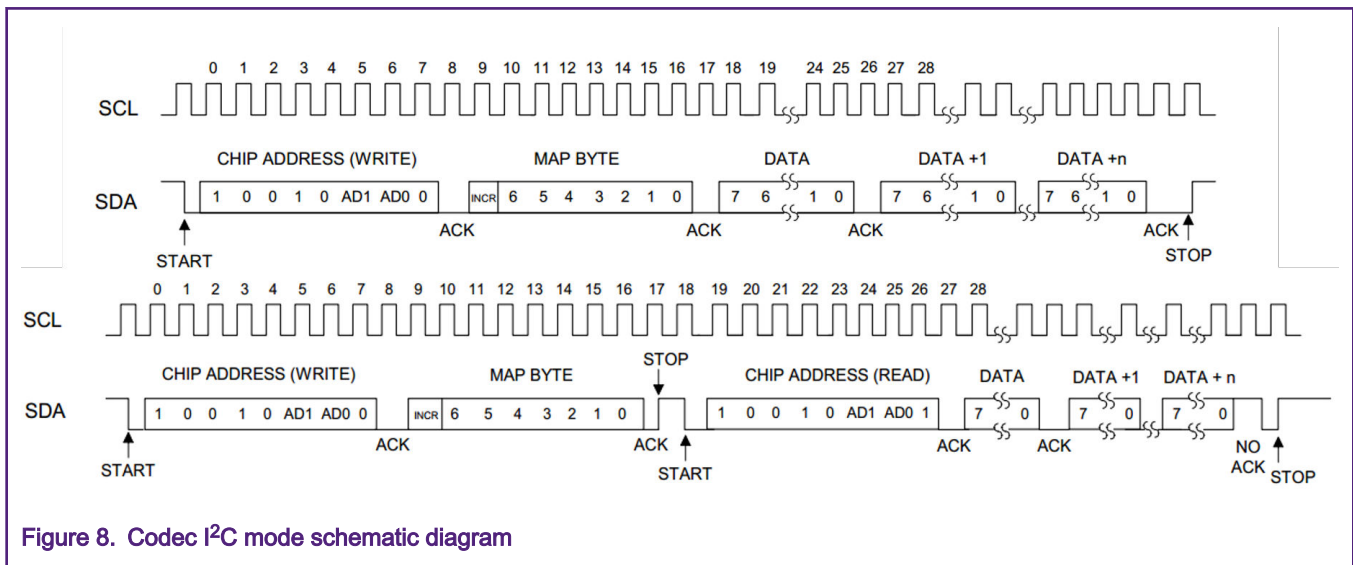 0 1 2 3 4 5 6 7 8 9 10 11 12 13 14 15 16 17 18 19 24 25 26 27 28
SCL
CHIP ADDRESS (WRITE) MAP BYTE DATA DATA +1 DATA +n
SDA 1 0 0 1 0 AD1 AD0 0 INCR 6 5 4 3 2 1 0 7 6 1 0 7 6 1 0 7 6 1 0
ACK ACK ACK ACK
START STOP
0 1 2 3 4 5 6 7 8 9 10 11 12 13 14 15 16 17 18 19 20 21 22 23 24 25 26 27 28
SCL
STOP
CHIP ADDRESS (WRITE) MAP BYTE CHIP ADDRESS (READ) DATA DATA +1 DATA + n
SDA 1 0 0 1 0 AD1 AD0 0 INCR 6 5 4 3 2 1 0 1 0 0 1 0 AD1 AD0 1 7 0 7 0 7 0
ACK ACK ACK ACK NO
START START ACK STOP
Figure 8. Codec I²C mode schematic diagram